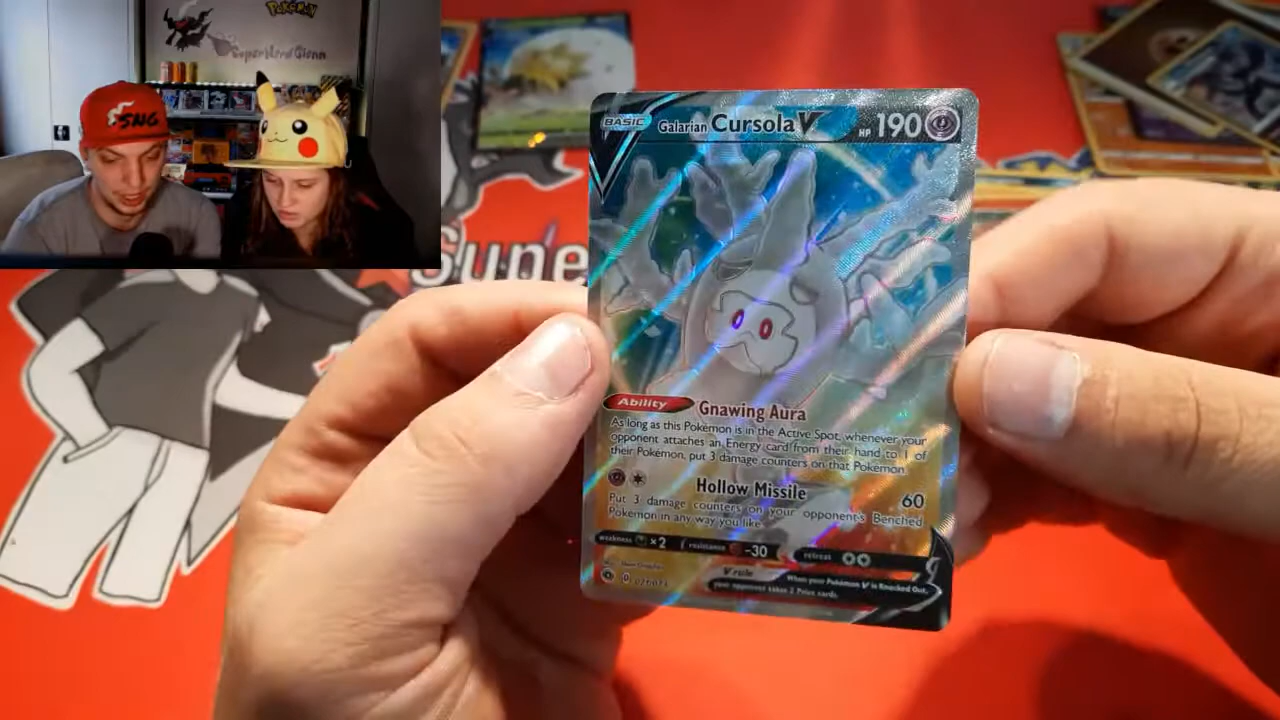 POKéMON
SuperNerdGlenn
SNG
Supe
BASIC
Galarian Cursola V
HP 190
Ability Gnawing Aura
As long as this Pokémon is in the Active Spot, whenever your
opponent attaches an Energy card from their hand to 1 of
their Pokémon, put 3 damage counters on that Pokémon.
Hollow Missile 60
Put 3 damage counters on your opponent's Benched
Pokémon in any way you like.
weakness ×2 resistance -30 retreat
V rule When your Pokémon V is Knocked Out,
your opponent takes 2 Prize cards.